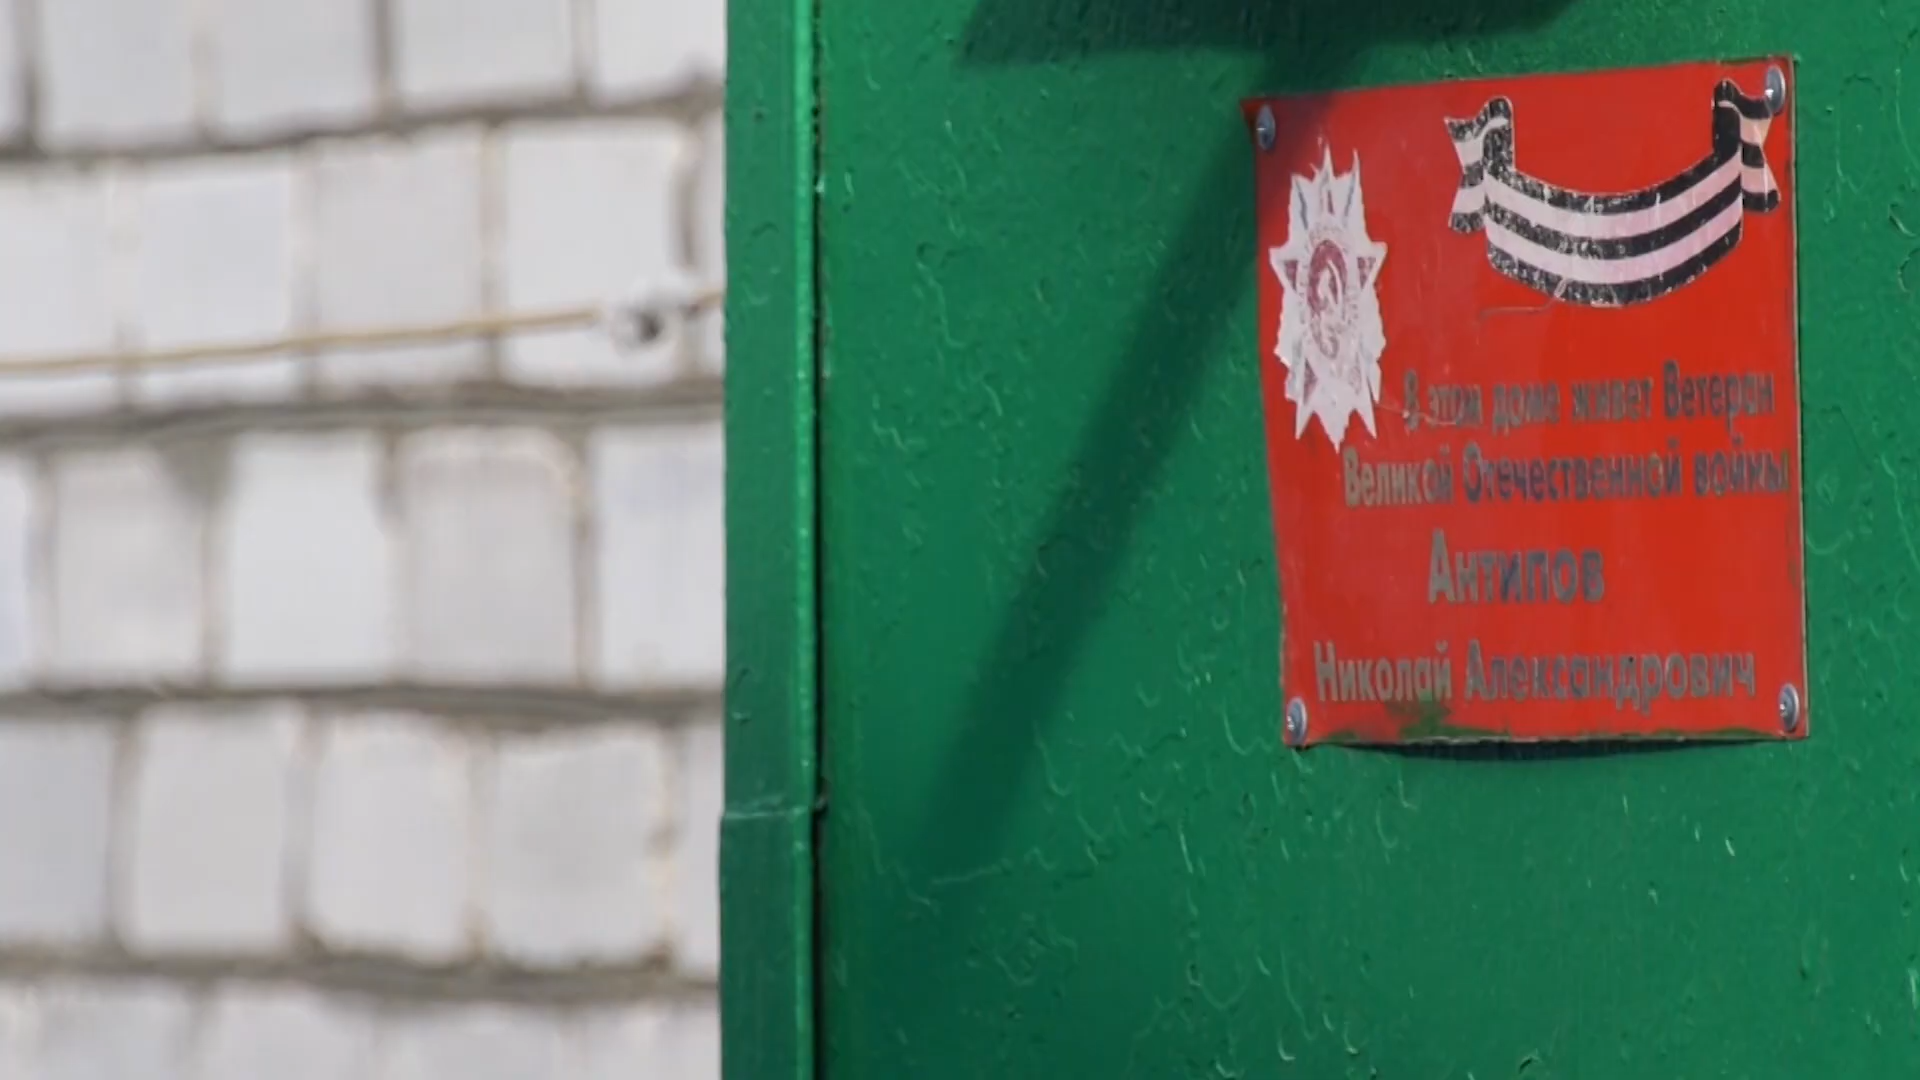 В этом доме живет Ветеран
Великой Отечественной войны
Антипов
Николай Александрович